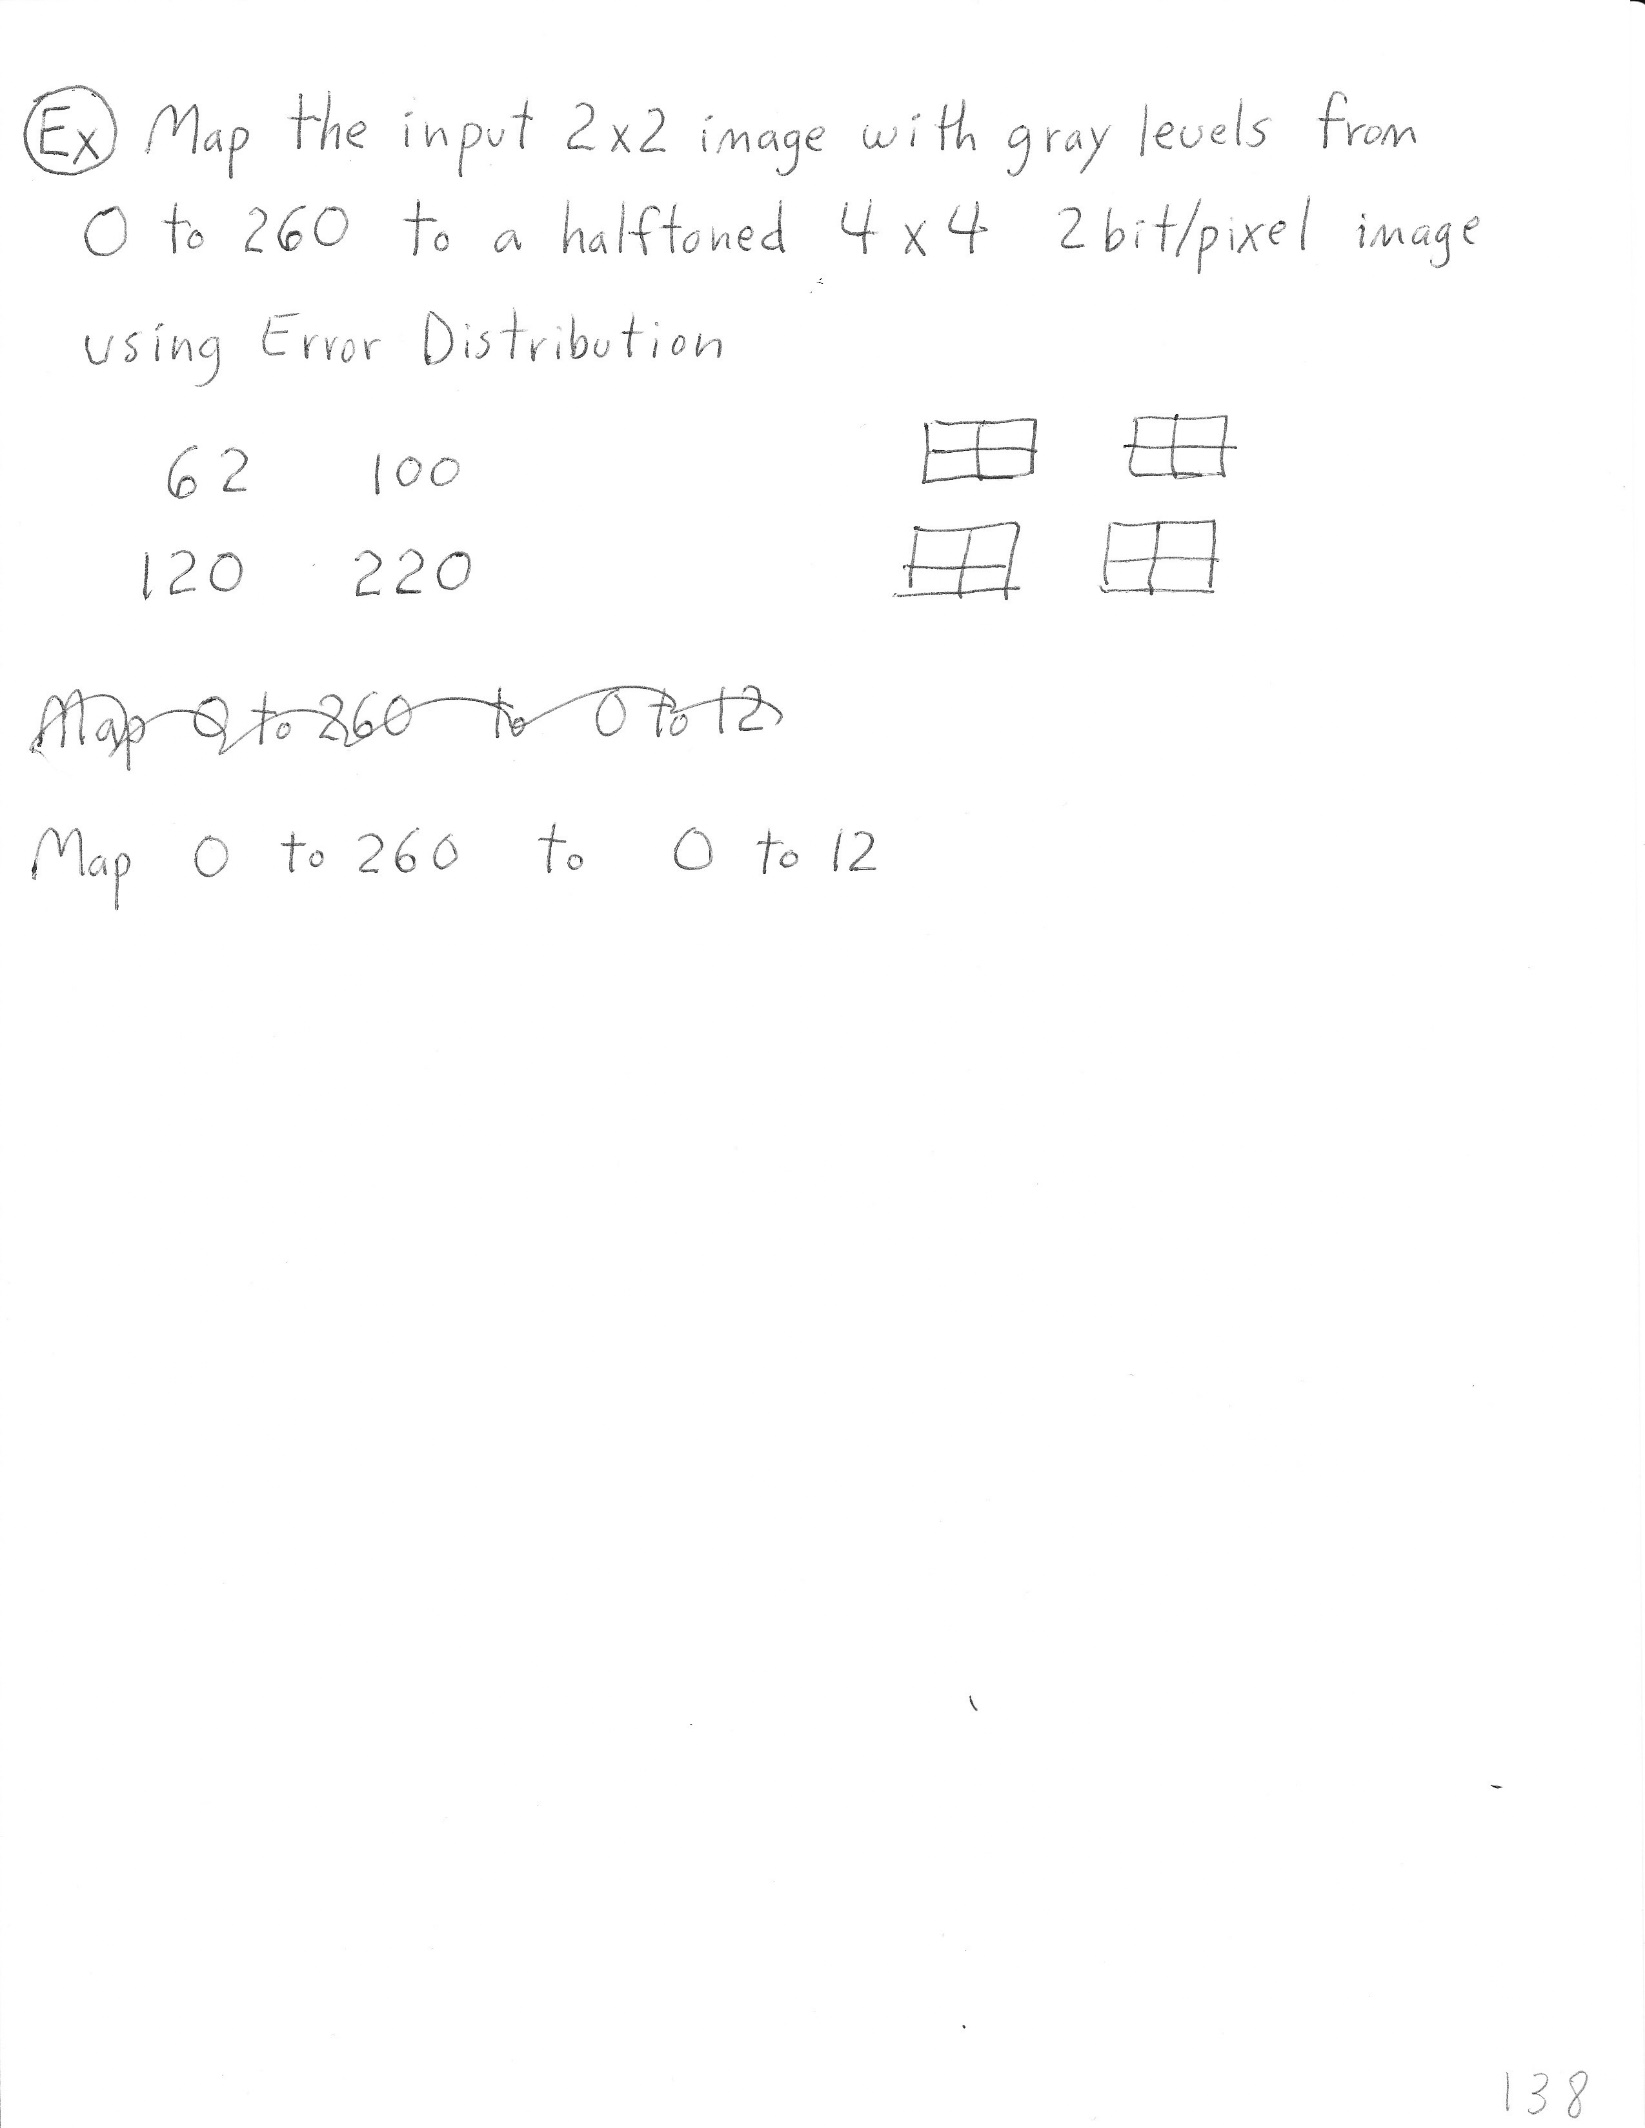 Ex Map the input 2x2 image with gray levels from
0 to 260 to a halftoned 4x4 2bit/pixel image
using Error Distribution
62 100
120 220
Map 0 to 260 to 0 to 12
Map 0 to 260 to 0 to 12
138